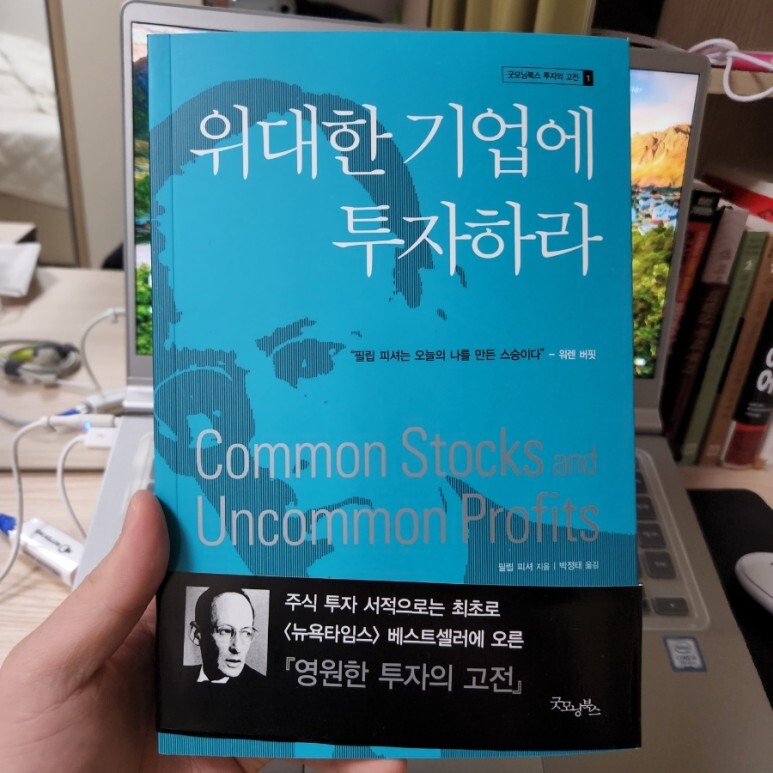 굿모닝북스 투자의 고전 1
위대한 기업에
투자하라
"필립 피셔는 오늘의 나를 만든 스승이다" - 워렌 버핏
Common Stocks and
Uncommon Profits
필립 피셔 지음 | 박정태 옮김
주식 투자 서적으로는 최초로
〈뉴욕타임스〉 베스트셀러에 오른
『영원한 투자의 고전』
굿모닝북스